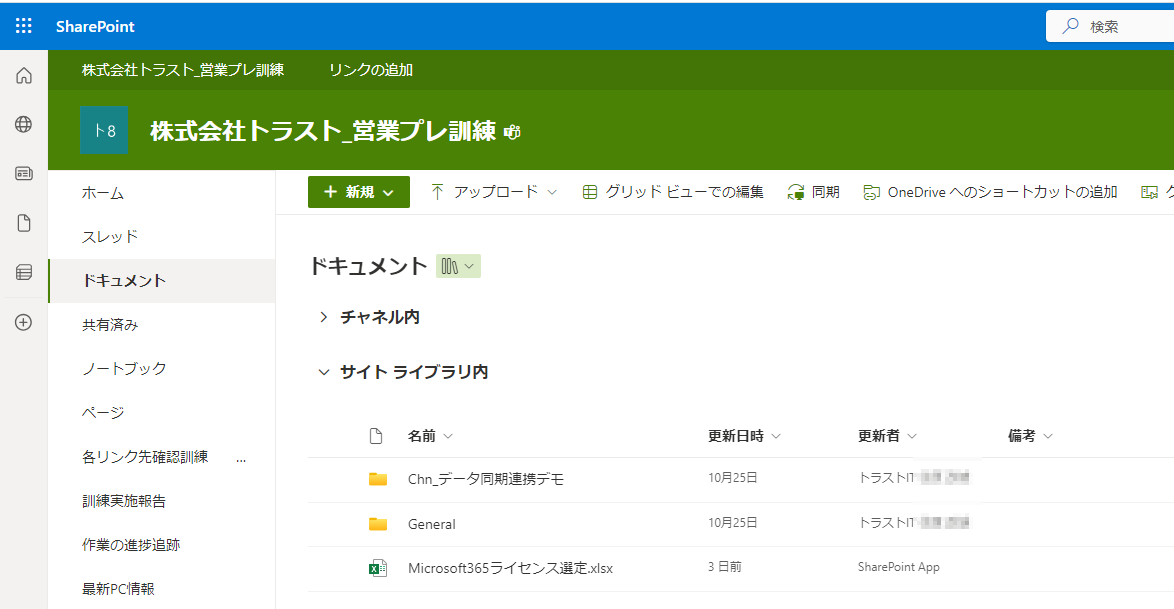 SharePoint
検索
株式会社トラスト_営業プレ訓練 リンクの追加
ト8
株式会社トラスト_営業プレ訓練
ホーム
スレッド
ドキュメント
共有済み
ノートブック
ページ
各リンク先確認訓練 ...
訓練実施報告
作業の進捗追跡
最新PC情報
新規 アップロード グリッド ビューでの編集 同期 OneDrive へのショートカットの追加
ドキュメント
チャネル内
サイト ライブラリ内
名前 更新日時 更新者 備考
Chn_データ同期連携デモ 10月25日 トラストIT
General 10月25日 トラストIT
Microsoft365ライセンス選定.xlsx 3 日前 SharePoint App